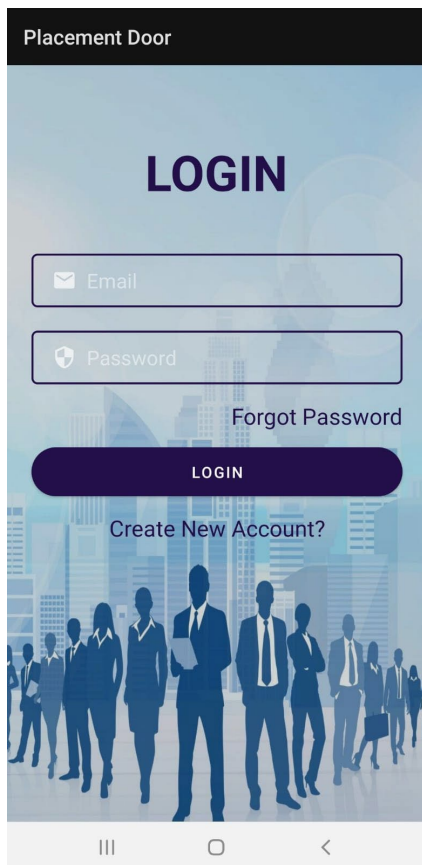 Placement Door
LOGIN
Email
Password
Forgot Password
LOGIN
Create New Account?